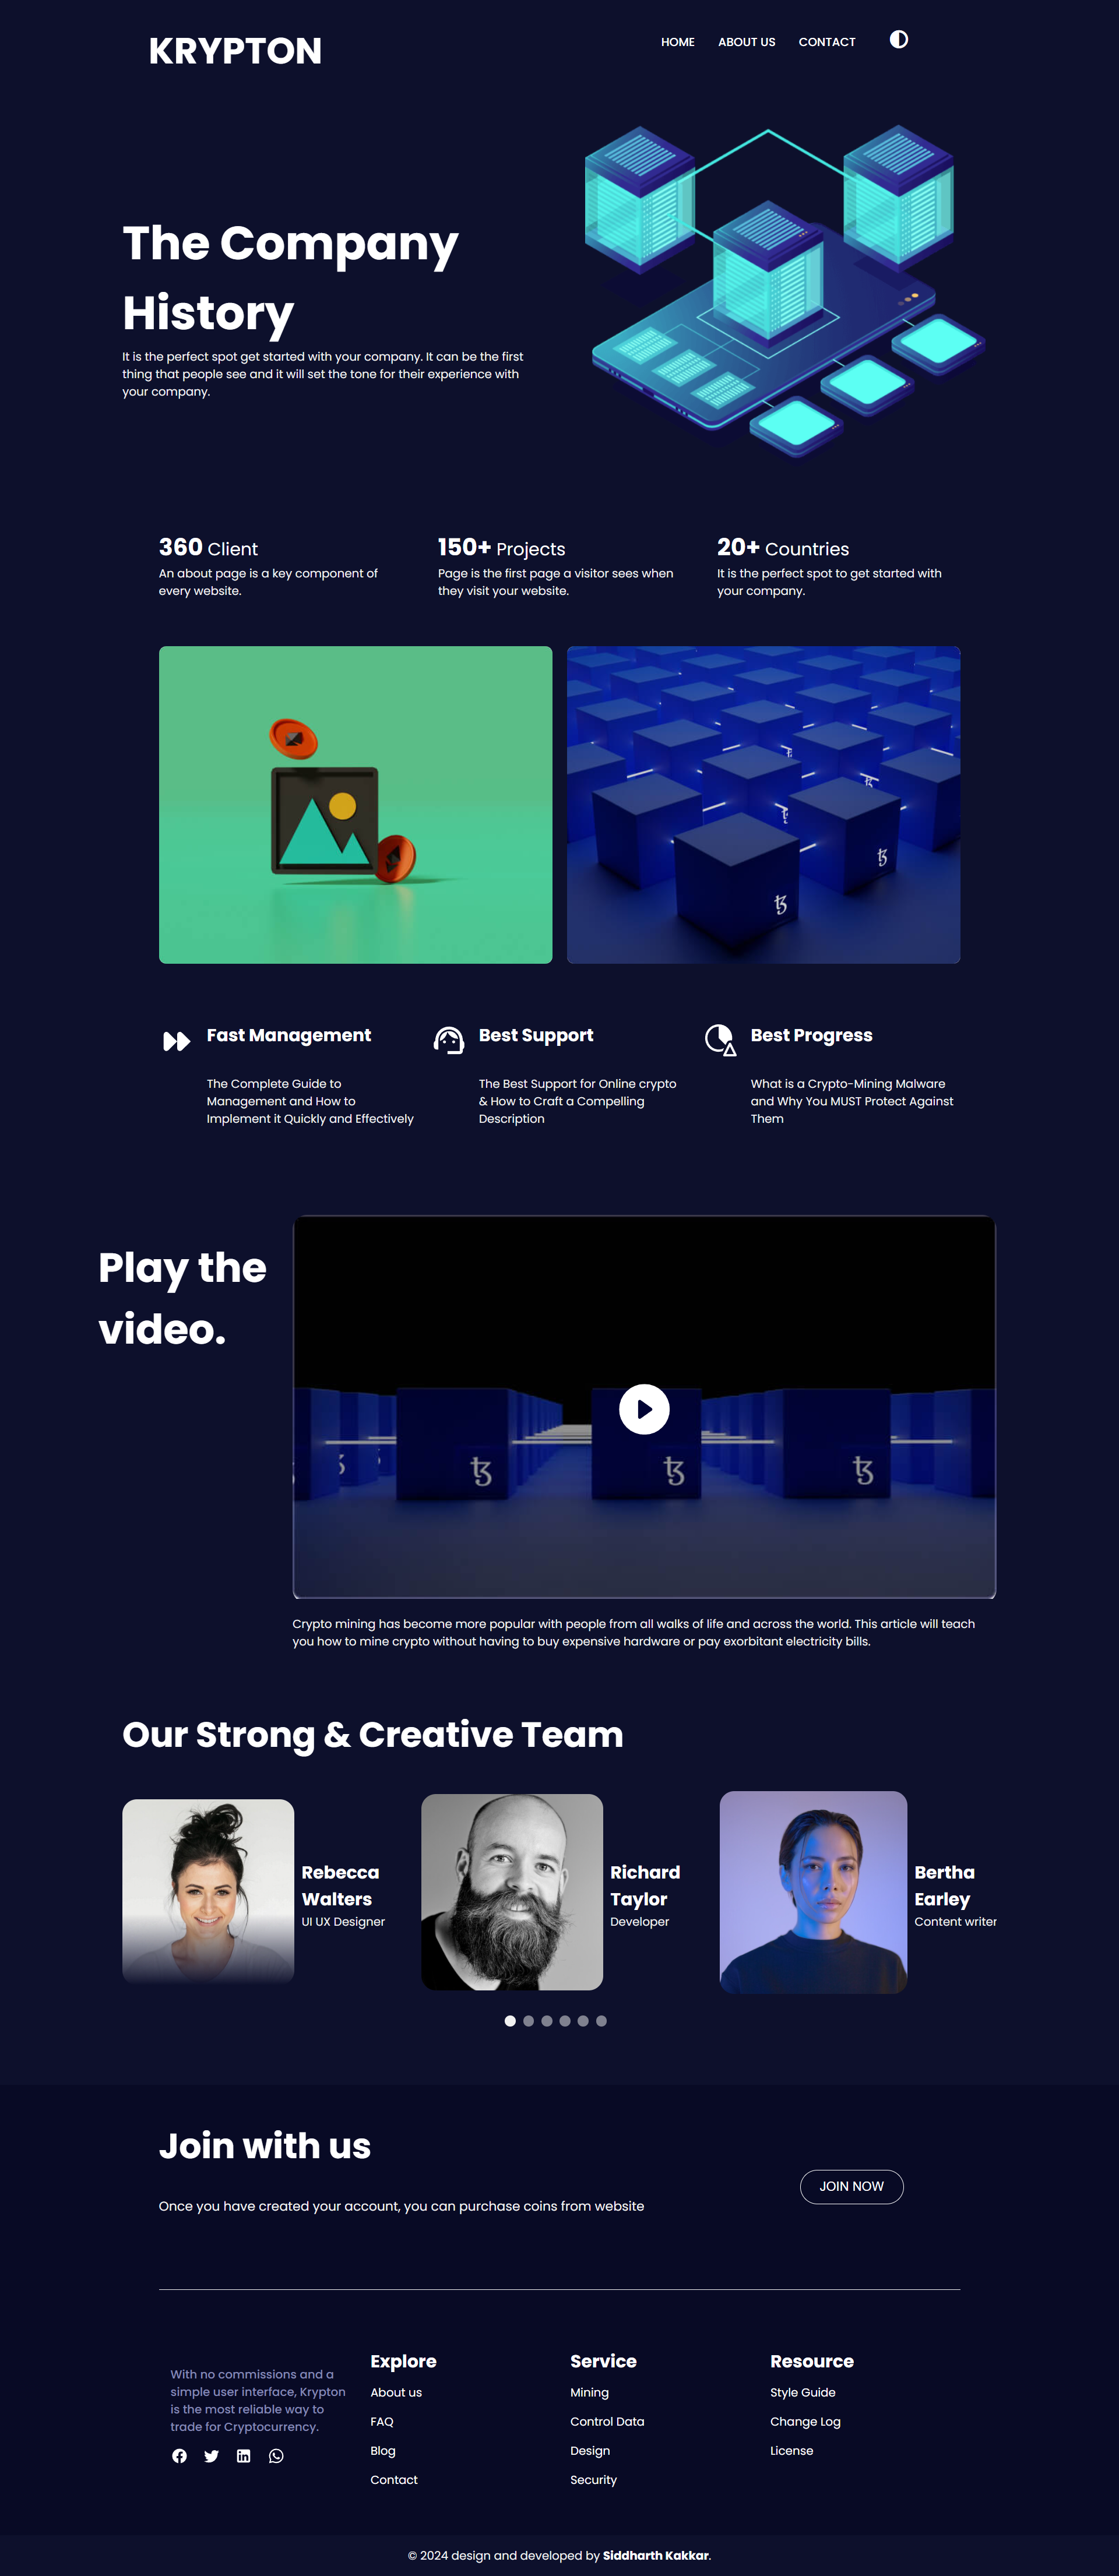 KRYPTON
HOME
ABOUT US
CONTACT
The Company
History
It is the perfect spot get started with your company. It can be the first
thing that people see and it will set the tone for their experience with
your company.
360 Client
An about page is a key component of
every website.
150+ Projects
Page is the first page a visitor sees when
they visit your website.
20+ Countries
It is the perfect spot to get started with
your company.
Fast Management
The Complete Guide to
Management and How to
Implement it Quickly and Effectively
Best Support
The Best Support for Online crypto
& How to Craft a Compelling
Description
Best Progress
What is a Crypto-Mining Malware
and Why You MUST Protect Against
Them
Play the
video.
Crypto mining has become more popular with people from all walks of life and across the world. This article will teach
you how to mine crypto without having to buy expensive hardware or pay exorbitant electricity bills.
Our Strong & Creative Team
Rebecca
Walters
UI UX Designer
Richard
Taylor
Developer
Bertha
Earley
Content writer
Join with us
Once you have created your account, you can purchase coins from website
JOIN NOW
With no commissions and a
simple user interface, Krypton
is the most reliable way to
trade for Cryptocurrency.
Explore
About us
FAQ
Blog
Contact
Service
Mining
Control Data
Design
Security
Resource
Style Guide
Change Log
License
© 2024 design and developed by Siddharth Kakkar.